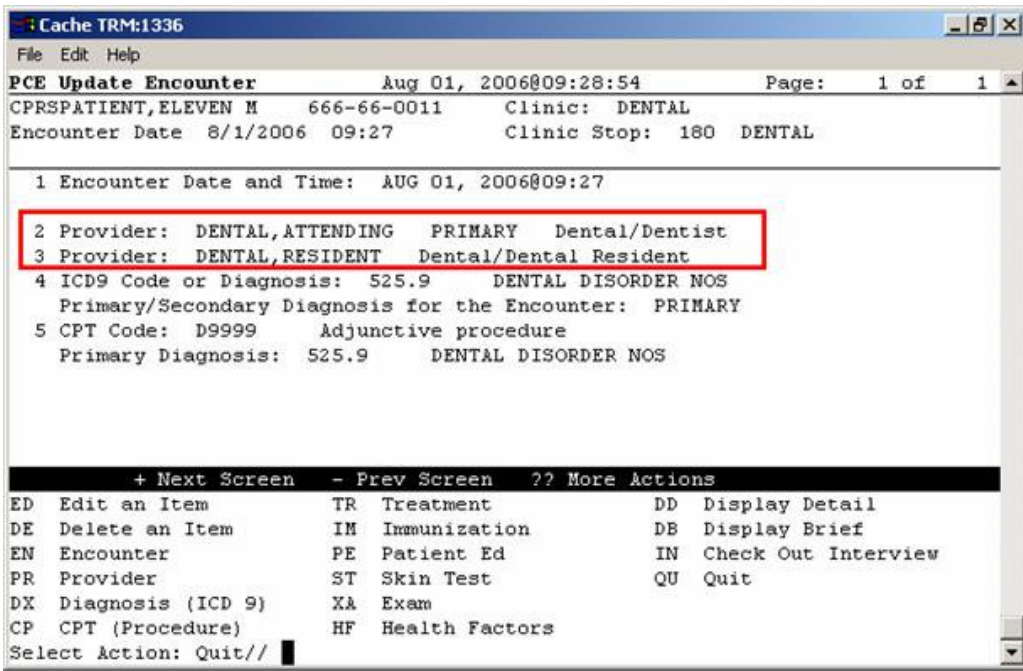 Cache TRM:1336
File Edit Help
PCE Update Encounter Aug 01, 2006@09:28:54 Page: 1 of 1
CPRSPATIENT,ELEVEN M 666-66-0011 Clinic: DENTAL
Encounter Date 8/1/2006 09:27 Clinic Stop: 180 DENTAL
1 Encounter Date and Time: AUG 01, 2006@09:27
2 Provider: DENTAL,ATTENDING PRIMARY Dental/Dentist
3 Provider: DENTAL,RESIDENT Dental/Dental Resident
4 ICD9 Code or Diagnosis: 525.9 DENTAL DISORDER NOS
Primary/Secondary Diagnosis for the Encounter: PRIMARY
5 CPT Code: D9999 Adjunctive procedure
Primary Diagnosis: 525.9 DENTAL DISORDER NOS
+ Next Screen - Prev Screen ?? More Actions
ED Edit an Item TR Treatment DD Display Detail
DE Delete an Item IM Immunization DB Display Brief
EN Encounter PE Patient Ed IN Check Out Interview
PR Provider ST Skin Test QU Quit
DX Diagnosis (ICD 9) XA Exam
CP CPT (Procedure) HF Health Factors
Select Action: Quit//